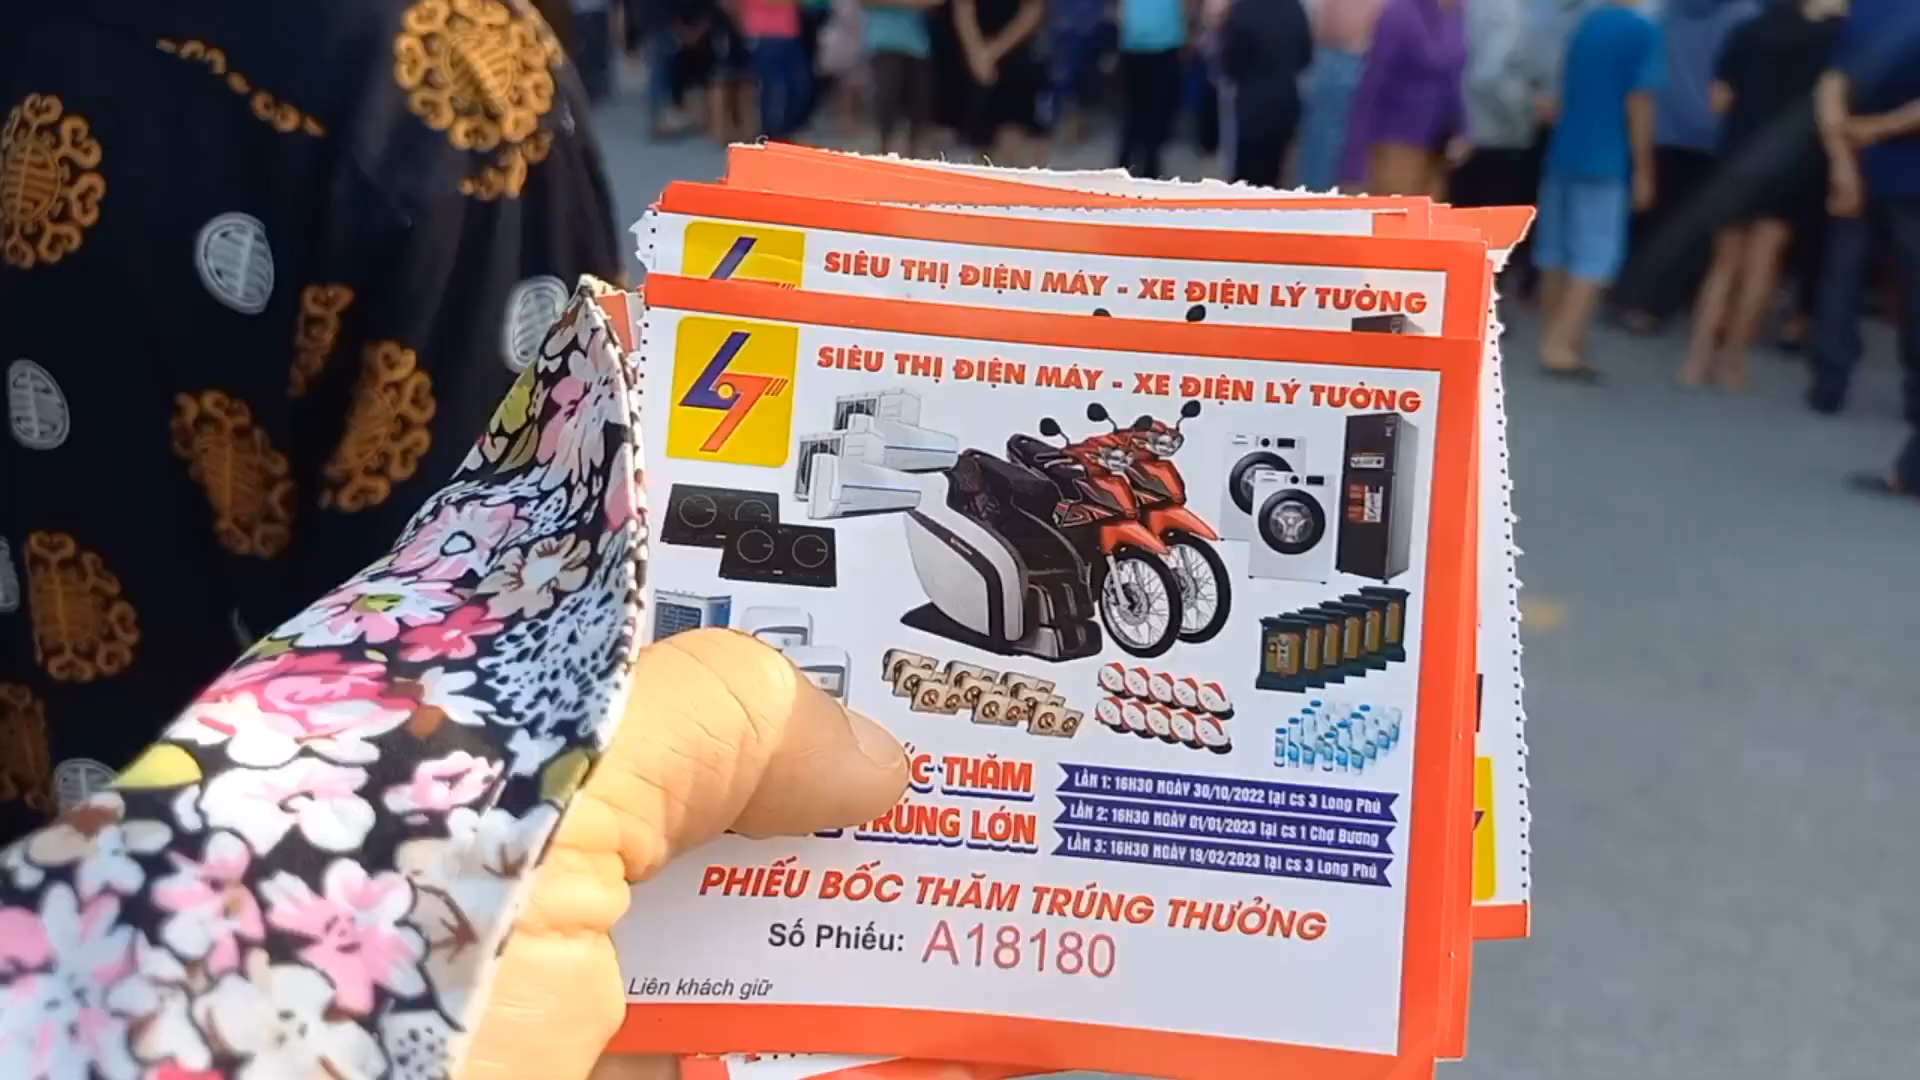 SIÊU THỊ ĐIỆN MÁY - XE ĐIỆN LÝ TƯỜNG
SIÊU THỊ ĐIỆN MÁY - XE ĐIỆN LÝ TƯỜNG
THĂM
TRÚNG LỚN
LẦN 1: 16H30 NGÀY 30/10/2022 tại cs 3 Long Phú
LẦN 2: 16H30 NGÀY 01/01/2023 tại cs 1 Chợ Bương
LẦN 3: 16H30 NGÀY 19/02/2023 tại cs 3 Long Phú
PHIẾU BỐC THĂM TRÚNG THƯỞNG
Số Phiếu: A18180
Liên khách giữ